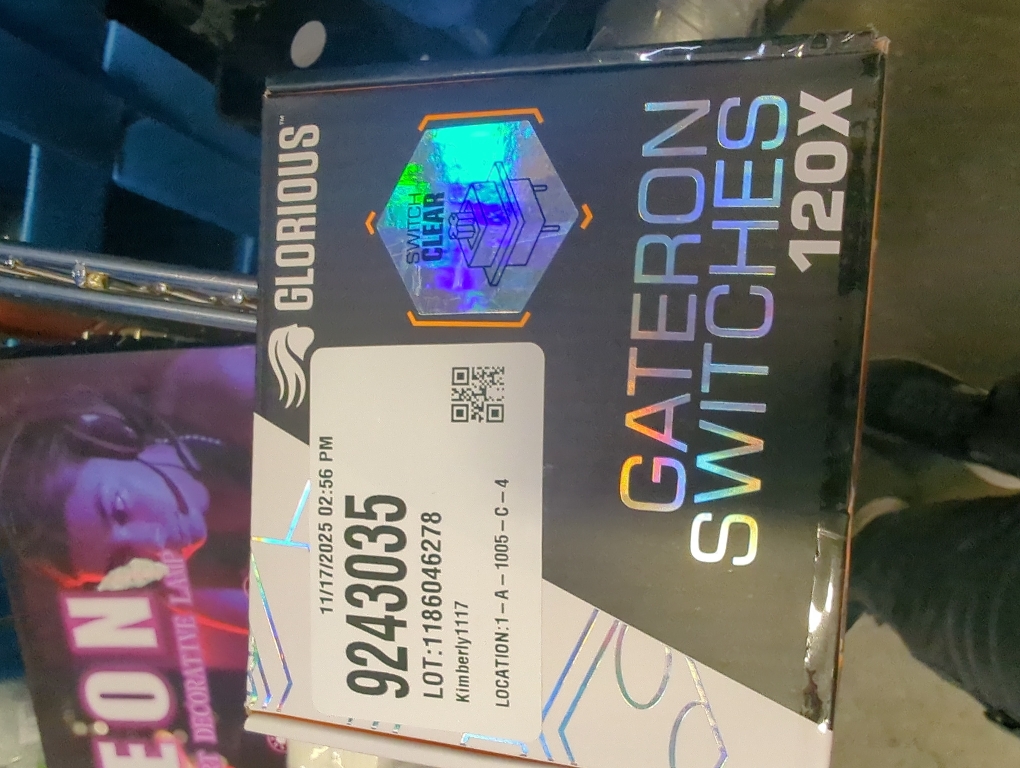 GLORIOUS™
SWITCH
CLEAR
GATERON
SWITCHES
120X
11/17/2025 02:56 PM
9243035
LOT:1186046278
Kimberly1117
LOCATION:1-A-1005-C-4
EON
DECORATIVE LAMP